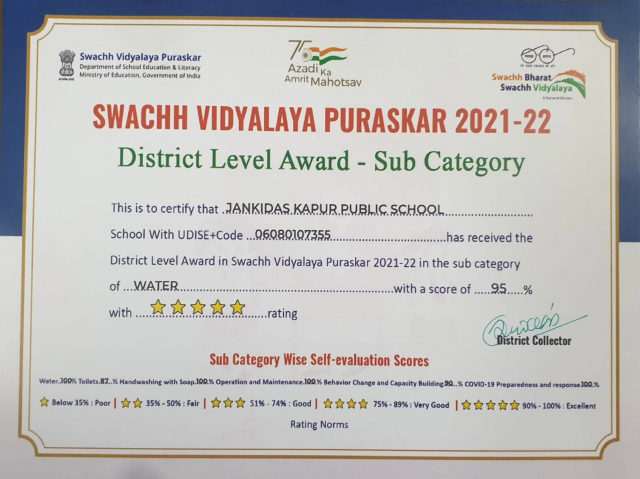 Swachh Vidyalaya Puraskar
Department of School Education & Literacy
Ministry of Education, Government of India
75
Azadi Ka
Amrit Mahotsav
Swachh Bharat
Swachh Vidyalaya
A National Mission
SWACHH VIDYALAYA PURASKAR 2021-22
District Level Award - Sub Category
This is to certify that JANKIDAS KAPUR PUBLIC SCHOOL
School With UDISE+Code ...06080107355...has received the
District Level Award in Swachh Vidyalaya Puraskar 2021-22 in the sub category
of ...WATER...with a score of ...95...%
with rating
District Collector
Sub Category Wise Self-evaluation Scores
Water.100% Toilets.87..% Handwashing with Soap.100% Operation and Maintenance.100% Behavior Change and Capacity Building.90..% COVID-19 Preparedness and response.100%
Below 35% : Poor | 35% - 50% : Fair | 51% - 74% : Good | 75% - 89% : Very Good | 90% - 100% : Excellent
Rating Norms